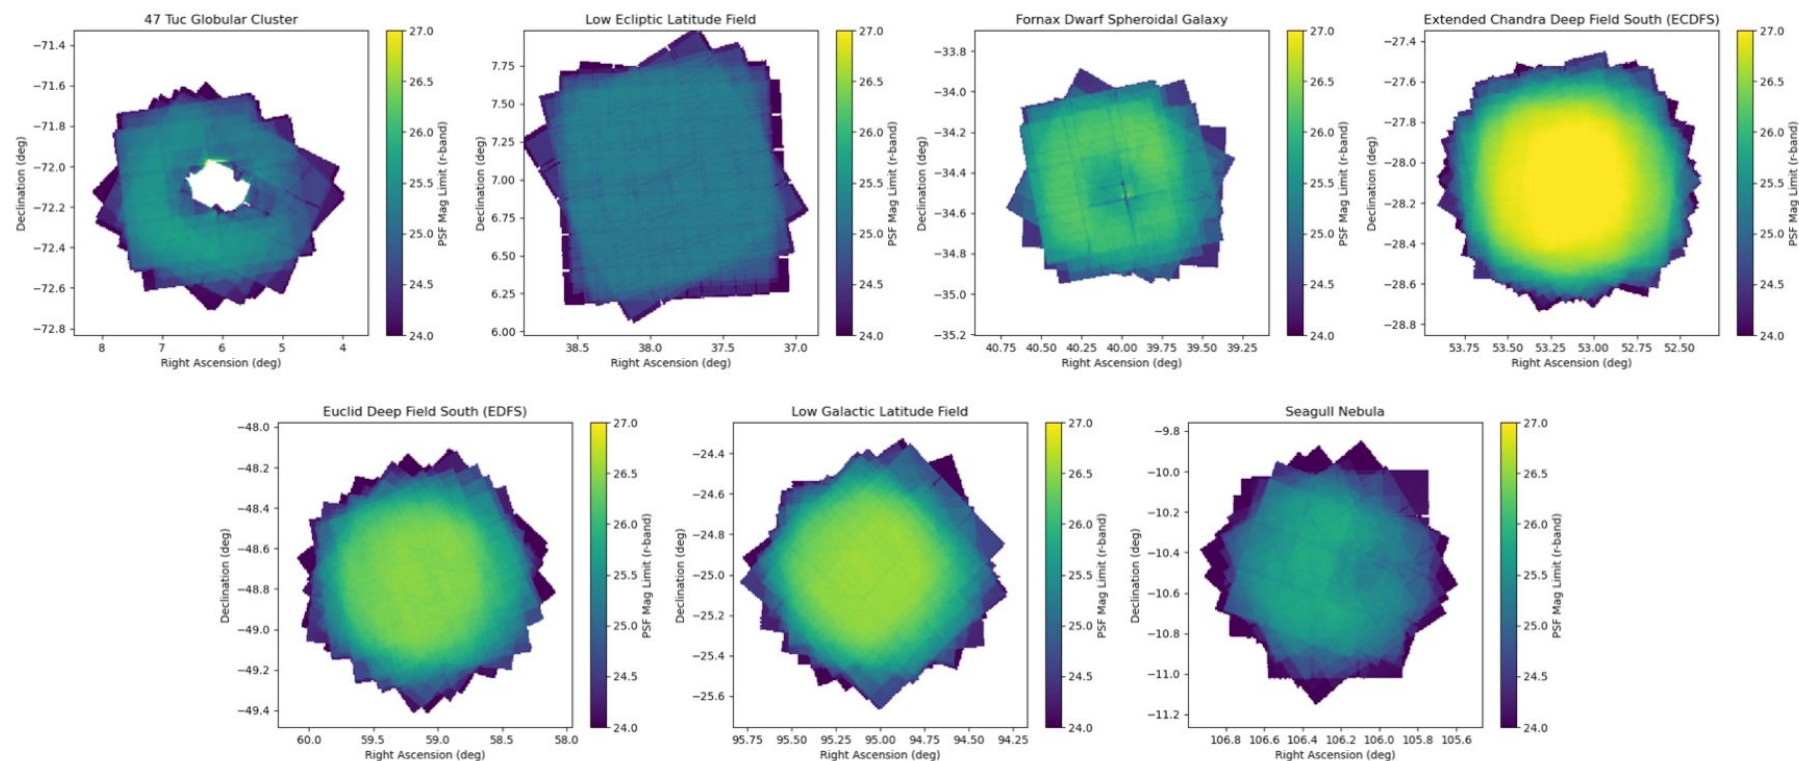 47 Tuc Globular Cluster
−71.4
−71.6
−71.8
−72.0
−72.2
−72.4
−72.6
−72.8
Declination (deg)
8 7 6 5 4
Right Ascension (deg)
27.0
26.5
26.0
25.5
25.0
24.5
24.0
PSF Mag Limit (r-band)
Low Ecliptic Latitude Field
7.75
7.50
7.25
7.00
6.75
6.50
6.25
6.00
Declination (deg)
38.5 38.0 37.5 37.0
Right Ascension (deg)
27.0
26.5
26.0
25.5
25.0
24.5
24.0
PSF Mag Limit (r-band)
Fornax Dwarf Spheroidal Galaxy
−33.8
−34.0
−34.2
−34.4
−34.6
−34.8
−35.0
−35.2
Declination (deg)
40.75 40.50 40.25 40.00 39.75 39.50 39.25
Right Ascension (deg)
27.0
26.5
26.0
25.5
25.0
24.5
24.0
PSF Mag Limit (r-band)
Extended Chandra Deep Field South (ECDFS)
−27.4
−27.6
−27.8
−28.0
−28.2
−28.4
−28.6
−28.8
Declination (deg)
53.75 53.50 53.25 53.00 52.75 52.50
Right Ascension (deg)
27.0
26.5
26.0
25.5
25.0
24.5
24.0
PSF Mag Limit (r-band)
Euclid Deep Field South (EDFS)
−48.0
−48.2
−48.4
−48.6
−48.8
−49.0
−49.2
−49.4
Declination (deg)
60.0 59.5 59.0 58.5 58.0
Right Ascension (deg)
27.0
26.5
26.0
25.5
25.0
24.5
24.0
PSF Mag Limit (r-band)
Low Galactic Latitude Field
−24.4
−24.6
−24.8
−25.0
−25.2
−25.4
−25.6
Declination (deg)
95.75 95.50 95.25 95.00 94.75 94.50 94.25
Right Ascension (deg)
27.0
26.5
26.0
25.5
25.0
24.5
24.0
PSF Mag Limit (r-band)
Seagull Nebula
−9.8
−10.0
−10.2
−10.4
−10.6
−10.8
−11.0
−11.2
Declination (deg)
106.8 106.6 106.4 106.2 106.0 105.8 105.6
Right Ascension (deg)
27.0
26.5
26.0
25.5
25.0
24.5
24.0
PSF Mag Limit (r-band)